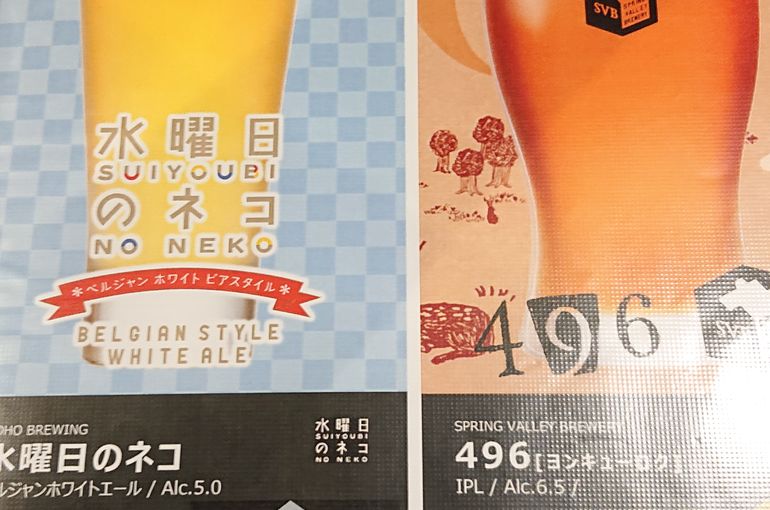 水曜日
SUIYOUBI
のネコ
NO NEKO
＊ベルジャン ホワイト ビアスタイル＊
BELGIAN STYLE
WHITE ALE
OHO BREWING
水曜日のネコ
ルジャンホワイトエール / Alc.5.0
水曜日
SUIYOUBI
のネコ
NO NEKO
SVB
SPRING
VALLEY
BREWERY
496
SPRING VALLEY BREWERY
496[ヨンキューロク]
IPL / Alc.6.5 /